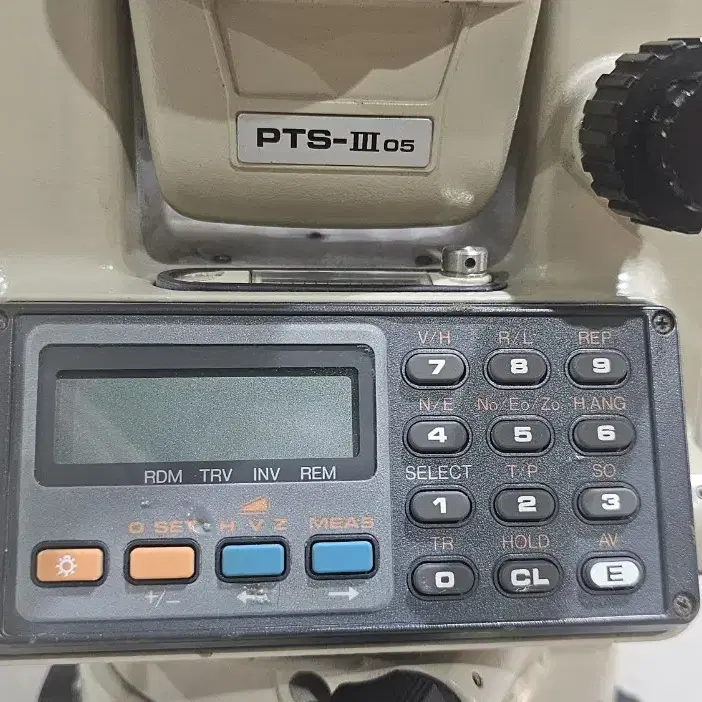 PTS-III05
V/H R/L REP
7 8 9
N/E No/Eo/Zo H.ANG
4 5 6
SELECT T.P SO
1 2 3
TR HOLD AV
0 CL E
RDM TRV INV REM
0 SET H V Z MEAS
+/−